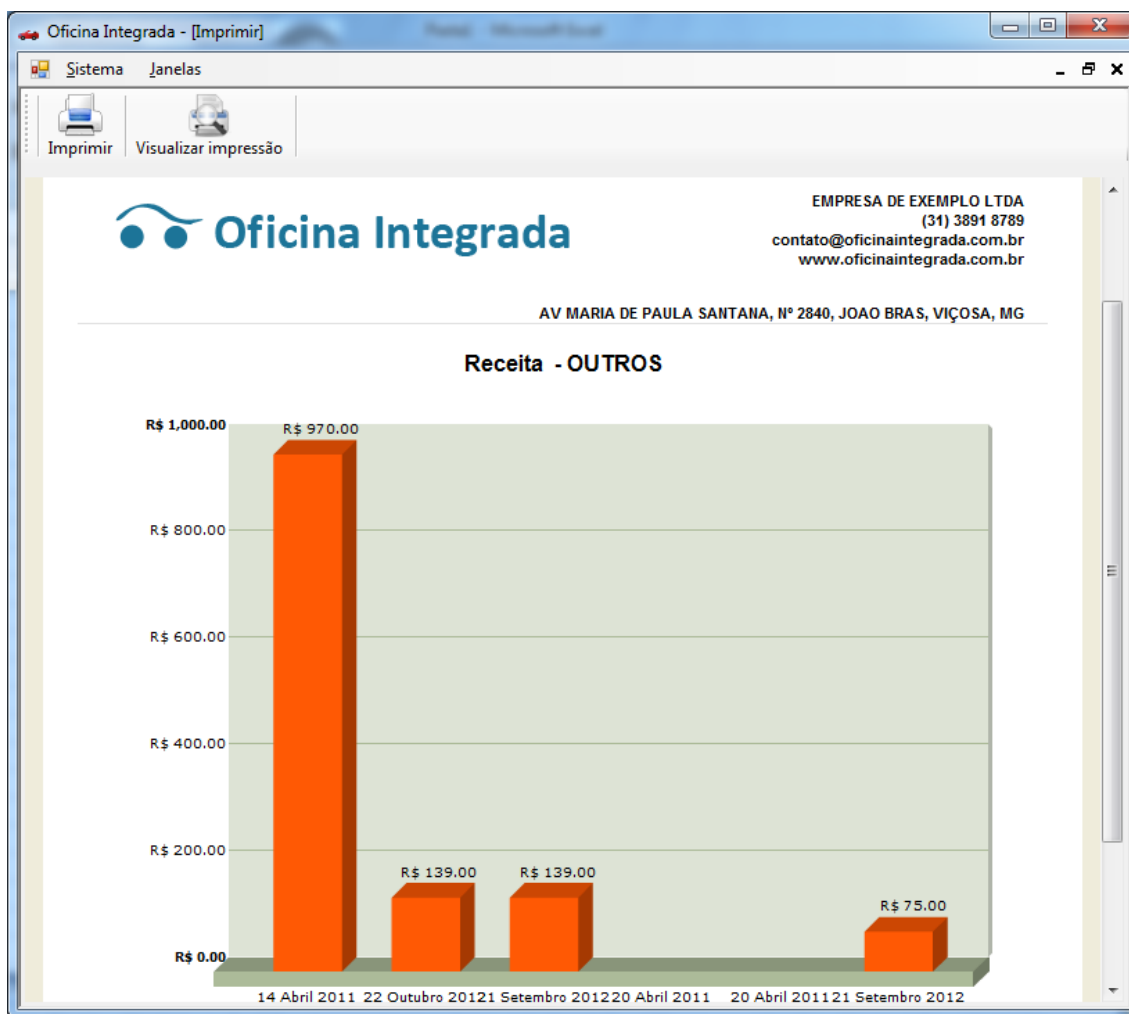 Oficina Integrada - [Imprimir]
Sistema Janelas
Imprimir Visualizar impressão
Oficina Integrada
EMPRESA DE EXEMPLO LTDA
(31) 3891 8789
contato@oficinaintegrada.com.br
www.oficinaintegrada.com.br
AV MARIA DE PAULA SANTANA, Nº 2840, JOAO BRAS, VIÇOSA, MG
Receita - OUTROS
R$ 1,000.00
R$ 970.00
R$ 800.00
R$ 600.00
R$ 400.00
R$ 200.00
R$ 139.00 R$ 139.00
R$ 75.00
R$ 0.00
14 Abril 2011 22 Outubro 2012 21 Setembro 2012 20 Abril 2011 20 Abril 2011 21 Setembro 2012